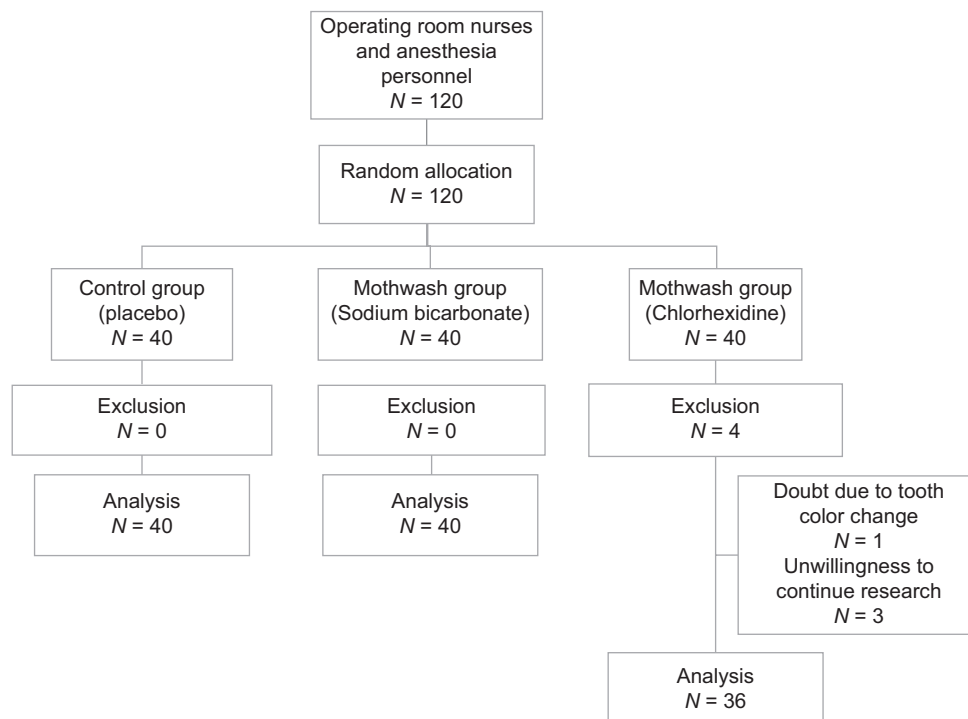 Operating room nurses
and anesthesia
personnel
N = 120
Random allocation
N = 120
Control group
(placebo)
N = 40
Mothwash group
(Sodium bicarbonate)
N = 40
Mothwash group
(Chlorhexidine)
N = 40
Exclusion
N = 0
Exclusion
N = 0
Exclusion
N = 4
Analysis
N = 40
Analysis
N = 40
Doubt due to tooth
color change
N = 1
Unwillingness to
continue research
N = 3
Analysis
N = 36